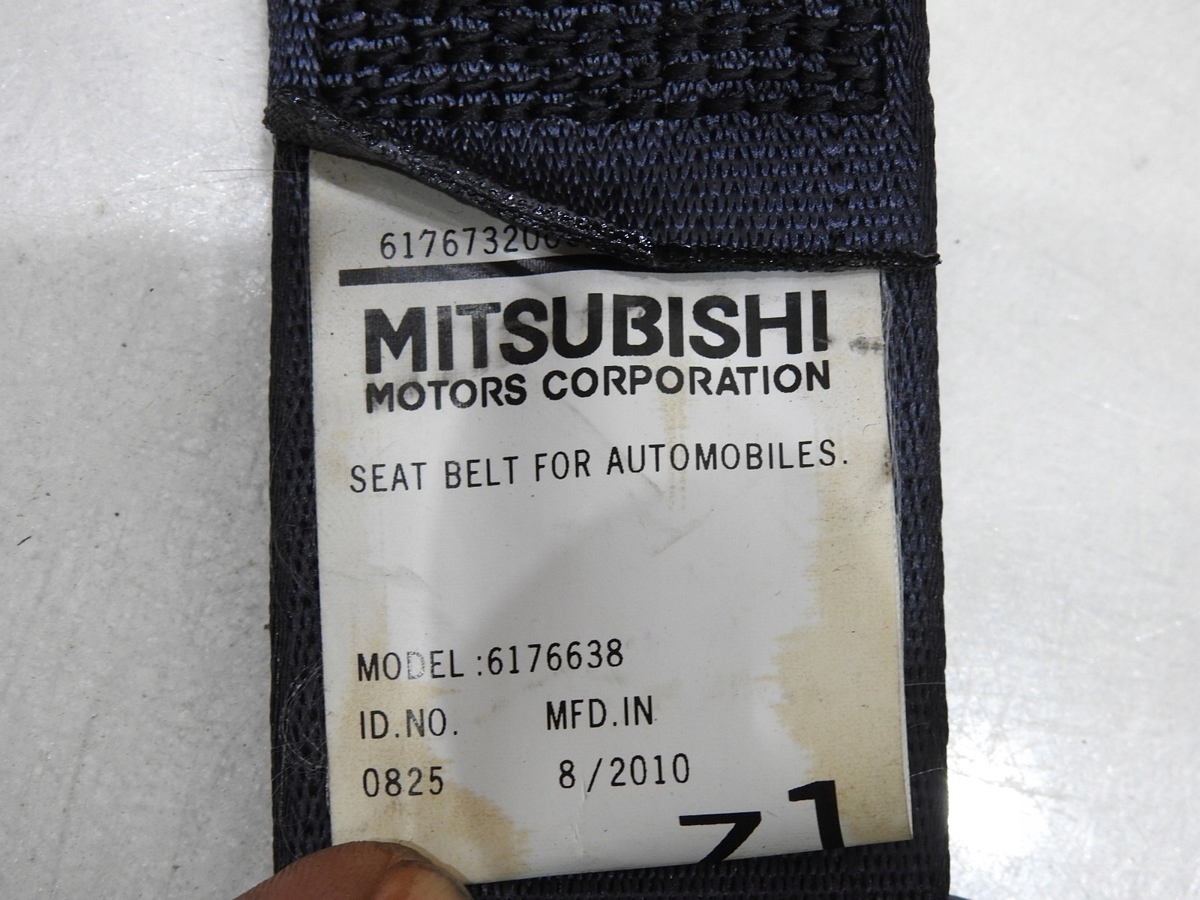 MITSUBISHI
MOTORS CORPORATION
SEAT BELT FOR AUTOMOBILES.
MODEL:6176638
ID.NO. MFD.IN
0825 8/2010